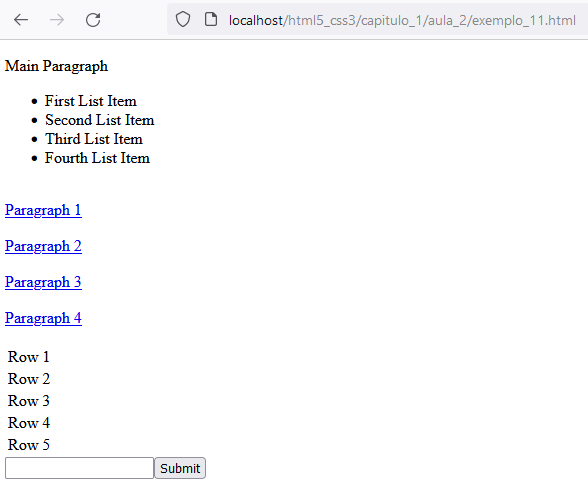 localhost/html5_css3/capitulo_1/aula_2/exemplo_11.html
Main Paragraph
First List Item
Second List Item
Third List Item
Fourth List Item
Paragraph 1
Paragraph 2
Paragraph 3
Paragraph 4
Row 1
Row 2
Row 3
Row 4
Row 5
Submit